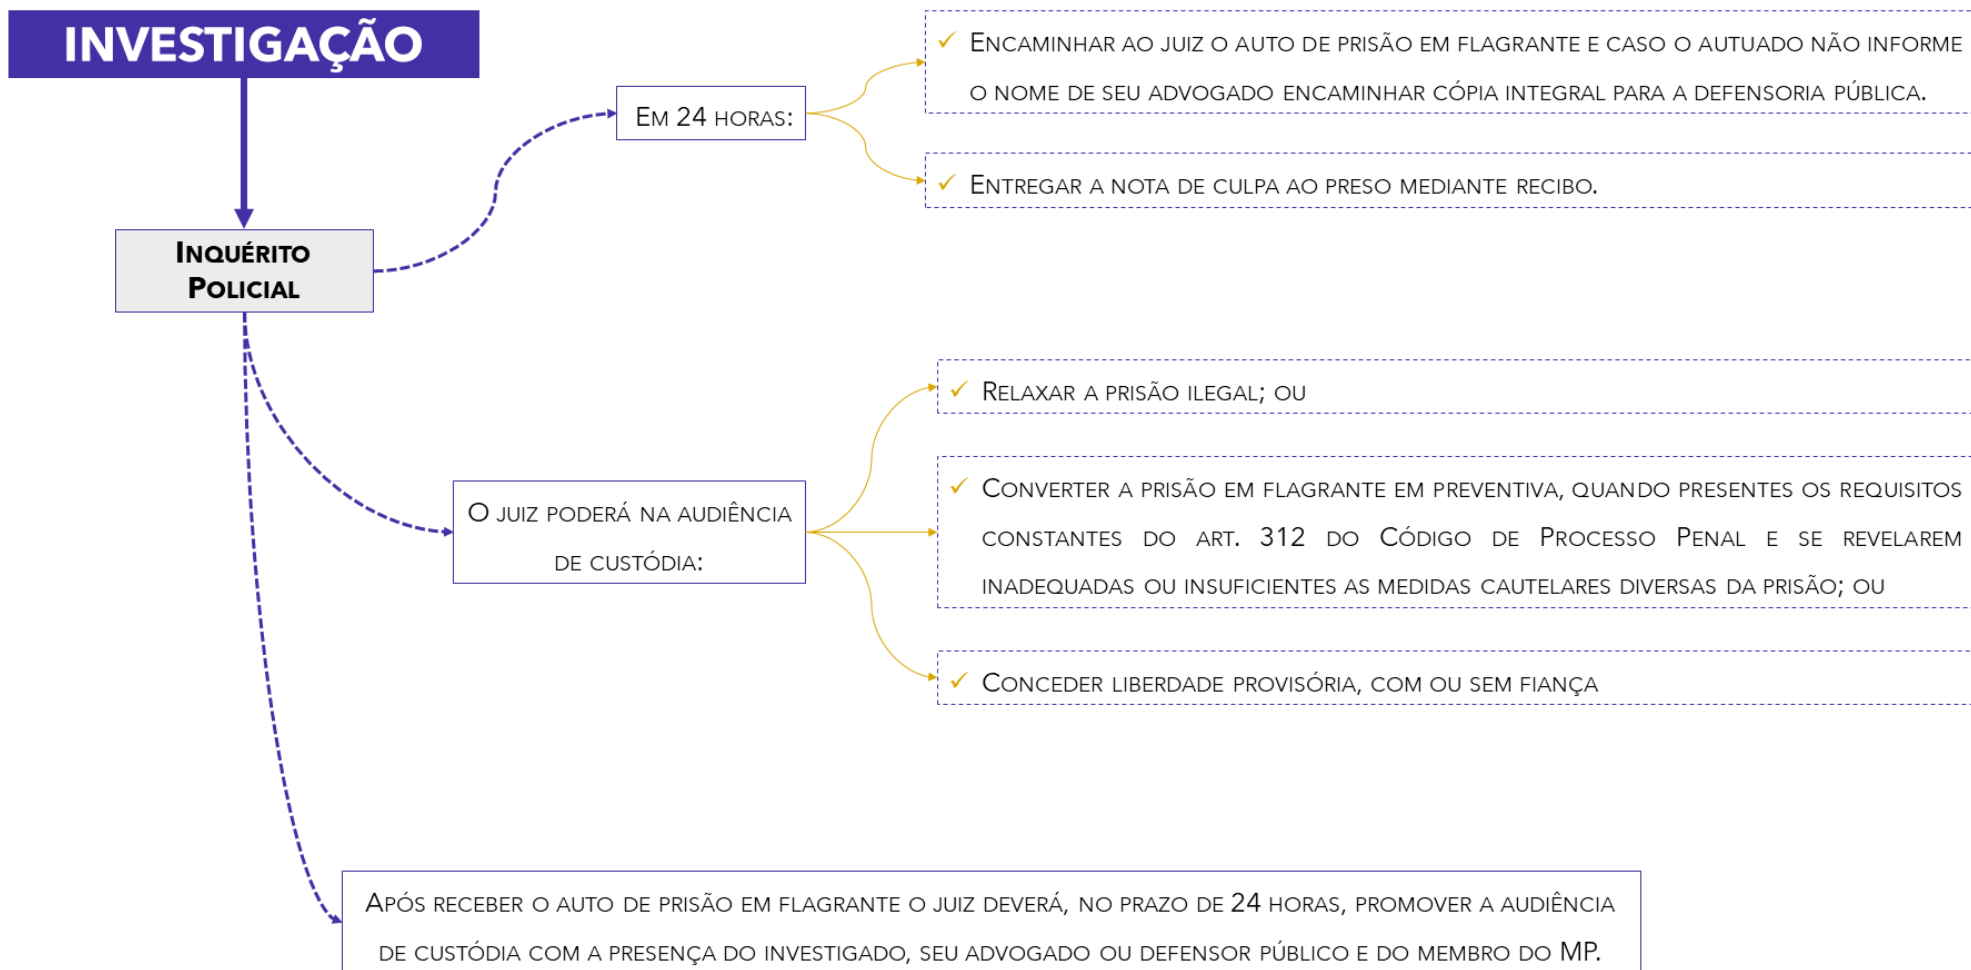 INVESTIGAÇÃO
ENCAMINHAR AO JUIZ O AUTO DE PRISÃO EM FLAGRANTE E CASO O AUTUADO NÃO INFORME
O NOME DE SEU ADVOGADO ENCAMINHAR CÓPIA INTEGRAL PARA A DEFENSORIA PÚBLICA.
EM 24 HORAS:
ENTREGAR A NOTA DE CULPA AO PRESO MEDIANTE RECIBO.
INQUÉRITO
POLICIAL
RELAXAR A PRISÃO ILEGAL; OU
O JUIZ PODERÁ NA AUDIÊNCIA
DE CUSTÓDIA:
CONVERTER A PRISÃO EM FLAGRANTE EM PREVENTIVA, QUANDO PRESENTES OS REQUISITOS
CONSTANTES DO ART. 312 DO CÓDIGO DE PROCESSO PENAL E SE REVELAREM
INADEQUADAS OU INSUFICIENTES AS MEDIDAS CAUTELARES DIVERSAS DA PRISÃO; OU
CONCEDER LIBERDADE PROVISÓRIA, COM OU SEM FIANÇA
APÓS RECEBER O AUTO DE PRISÃO EM FLAGRANTE O JUIZ DEVERÁ, NO PRAZO DE 24 HORAS, PROMOVER A AUDIÊNCIA
DE CUSTÓDIA COM A PRESENÇA DO INVESTIGADO, SEU ADVOGADO OU DEFENSOR PÚBLICO E DO MEMBRO DO MP.